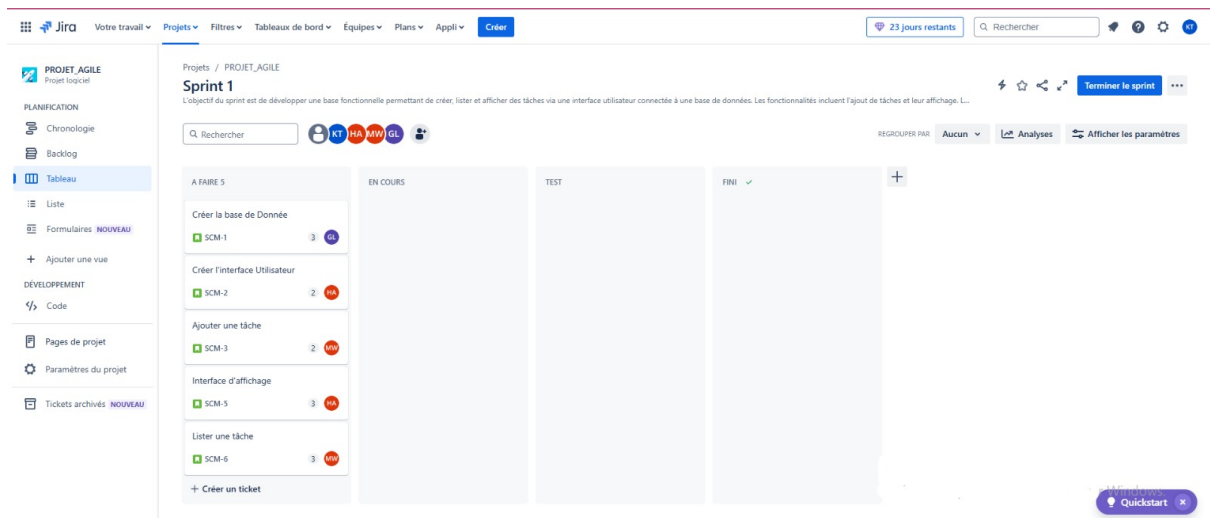 Jira Votre travail Projets Filtres Tableaux de bord Équipes Plans Appli Créer 23 jours restants Rechercher KT
PROJET_AGILE
Projet logiciel
PLANIFICATION
Chronologie
Backlog
Tableau
Liste
Formulaires NOUVEAU
Ajouter une vue
DÉVELOPPEMENT
Code
Pages de projet
Paramètres du projet
Tickets archivés NOUVEAU
Projets / PROJET_AGILE
Sprint 1
Terminer le sprint
L'objectif du sprint est de développer une base fonctionnelle permettant de créer, lister et afficher des tâches via une interface utilisateur connectée à une base de données. Les fonctionnalités incluent l'ajout de tâches et leur affichage. L...
Rechercher KT HA MW GL REGROUPER PAR Aucun Analyses Afficher les paramètres
A FAIRE 5 EN COURS TEST FINI
Créer la base de Donnée
SCM-1 3 GL
Créer l'interface Utilisateur
SCM-2 2 HA
Ajouter une tâche
SCM-3 2 MW
Interface d'affichage
SCM-5 3 HA
Lister une tâche
SCM-6 3 MW
+ Créer un ticket
Windows.
Quickstart